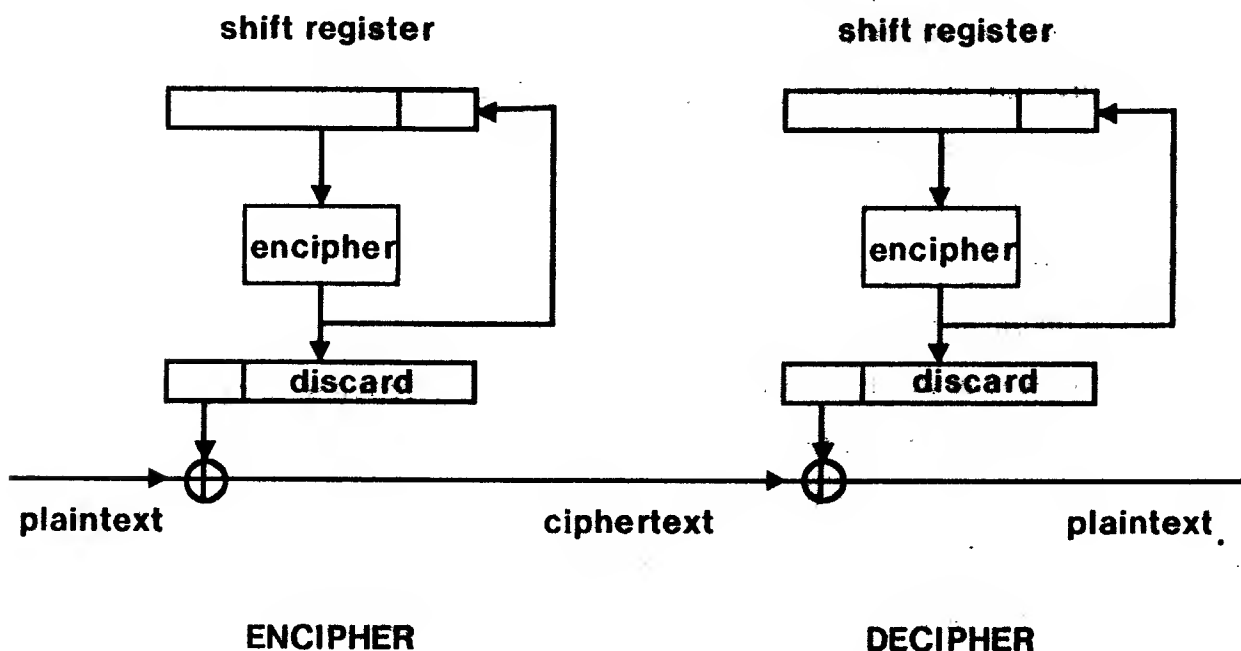 shift register shift register
encipher encipher
discard discard
plaintext ciphertext plaintext
ENCIPHER DECIPHER